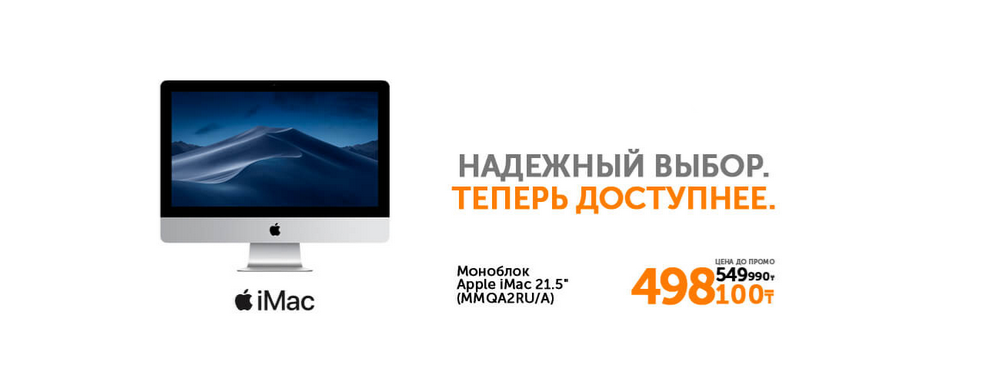 НАДЕЖНЫЙ ВЫБОР.
ТЕПЕРЬ ДОСТУПНЕЕ.
iMac
Моноблок
Apple iMac 21.5"
(MMQA2RU/A)
ЦЕНА ДО ПРОМО
549 990₸
498 100₸